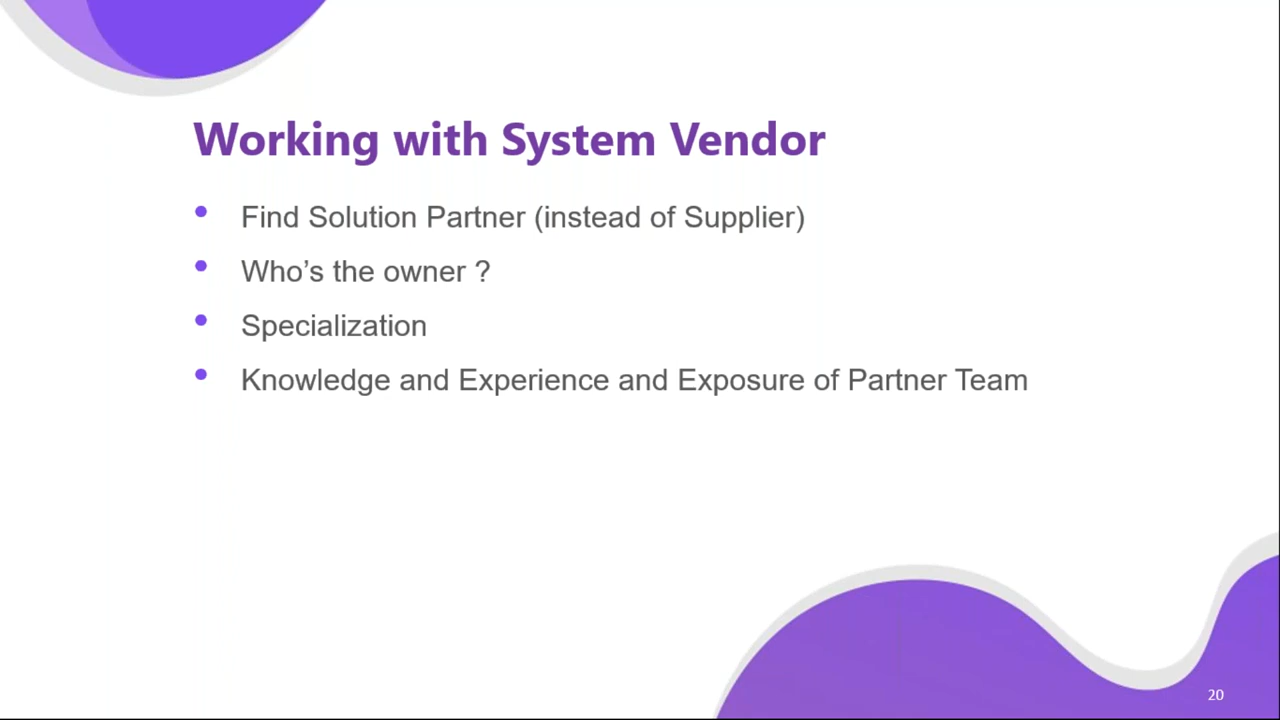 Working with System Vendor
• Find Solution Partner (instead of Supplier)
• Who’s the owner ?
• Specialization
• Knowledge and Experience and Exposure of Partner Team
20